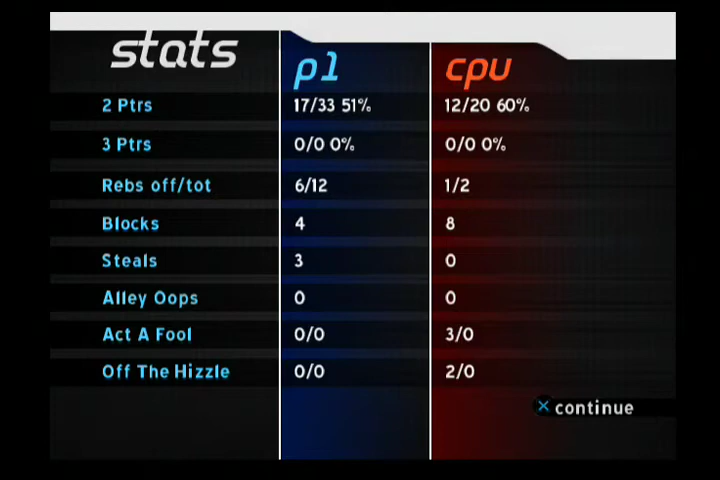 stats p1 cpu
2 Ptrs 17/33 51% 12/20 60%
3 Ptrs 0/0 0% 0/0 0%
Rebs off/tot 6/12 1/2
Blocks 4 8
Steals 3 0
Alley Oops 0 0
Act A Fool 0/0 3/0
Off The Hizzle 0/0 2/0
continue